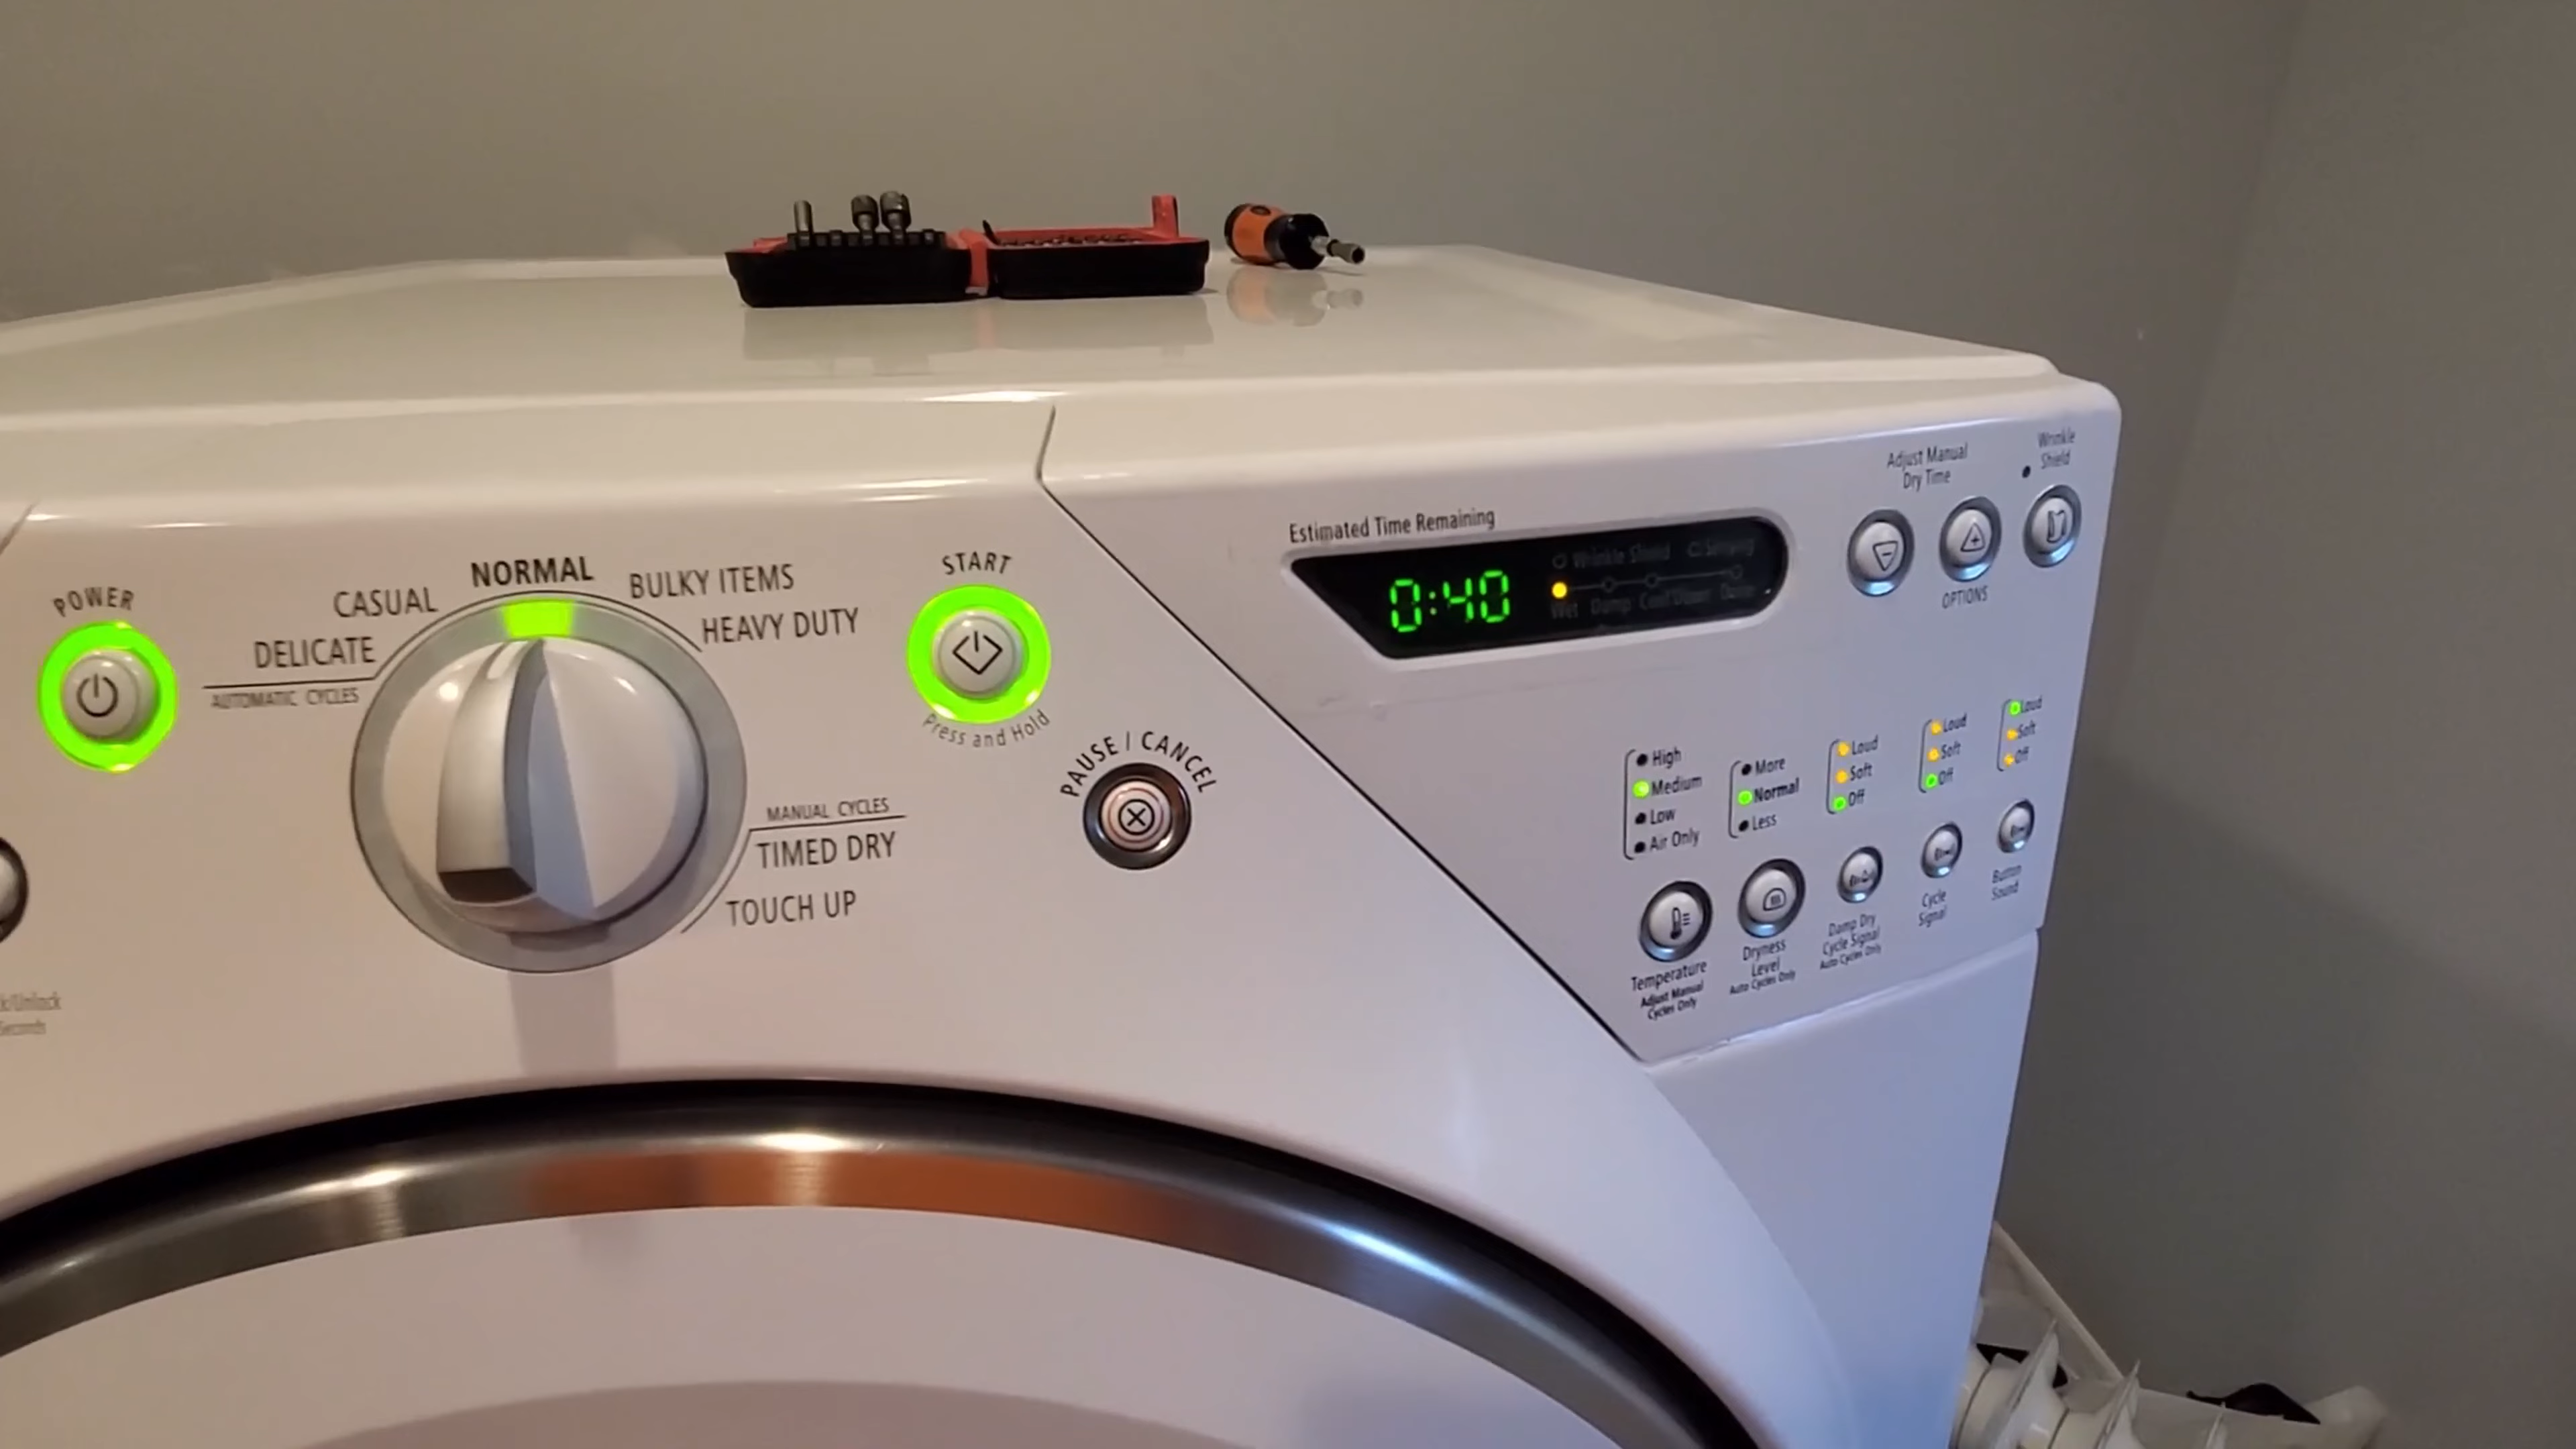 POWER
DELICATE
CASUAL
NORMAL
BULKY ITEMS
HEAVY DUTY
AUTOMATIC CYCLES
MANUAL CYCLES
TIMED DRY
TOUCH UP
START
Press and Hold
PAUSE / CANCEL
k/Unlock
Seconds
Estimated Time Remaining
0:40
Wrinkle Shield
Sensing
Wet Damp Cool Down Done
Adjust Manual
Dry Time
Wrinkle
Shield
OPTIONS
High
Medium
Low
Air Only
More
Normal
Less
Loud
Soft
Off
Loud
Soft
Off
Loud
Soft
Off
Temperature
Adjust Manual
Cycles Only
Dryness
Level
Auto Cycles Only
Damp Dry
Cycle Signal
Auto Cycles Only
Cycle
Signal
Button
Sound